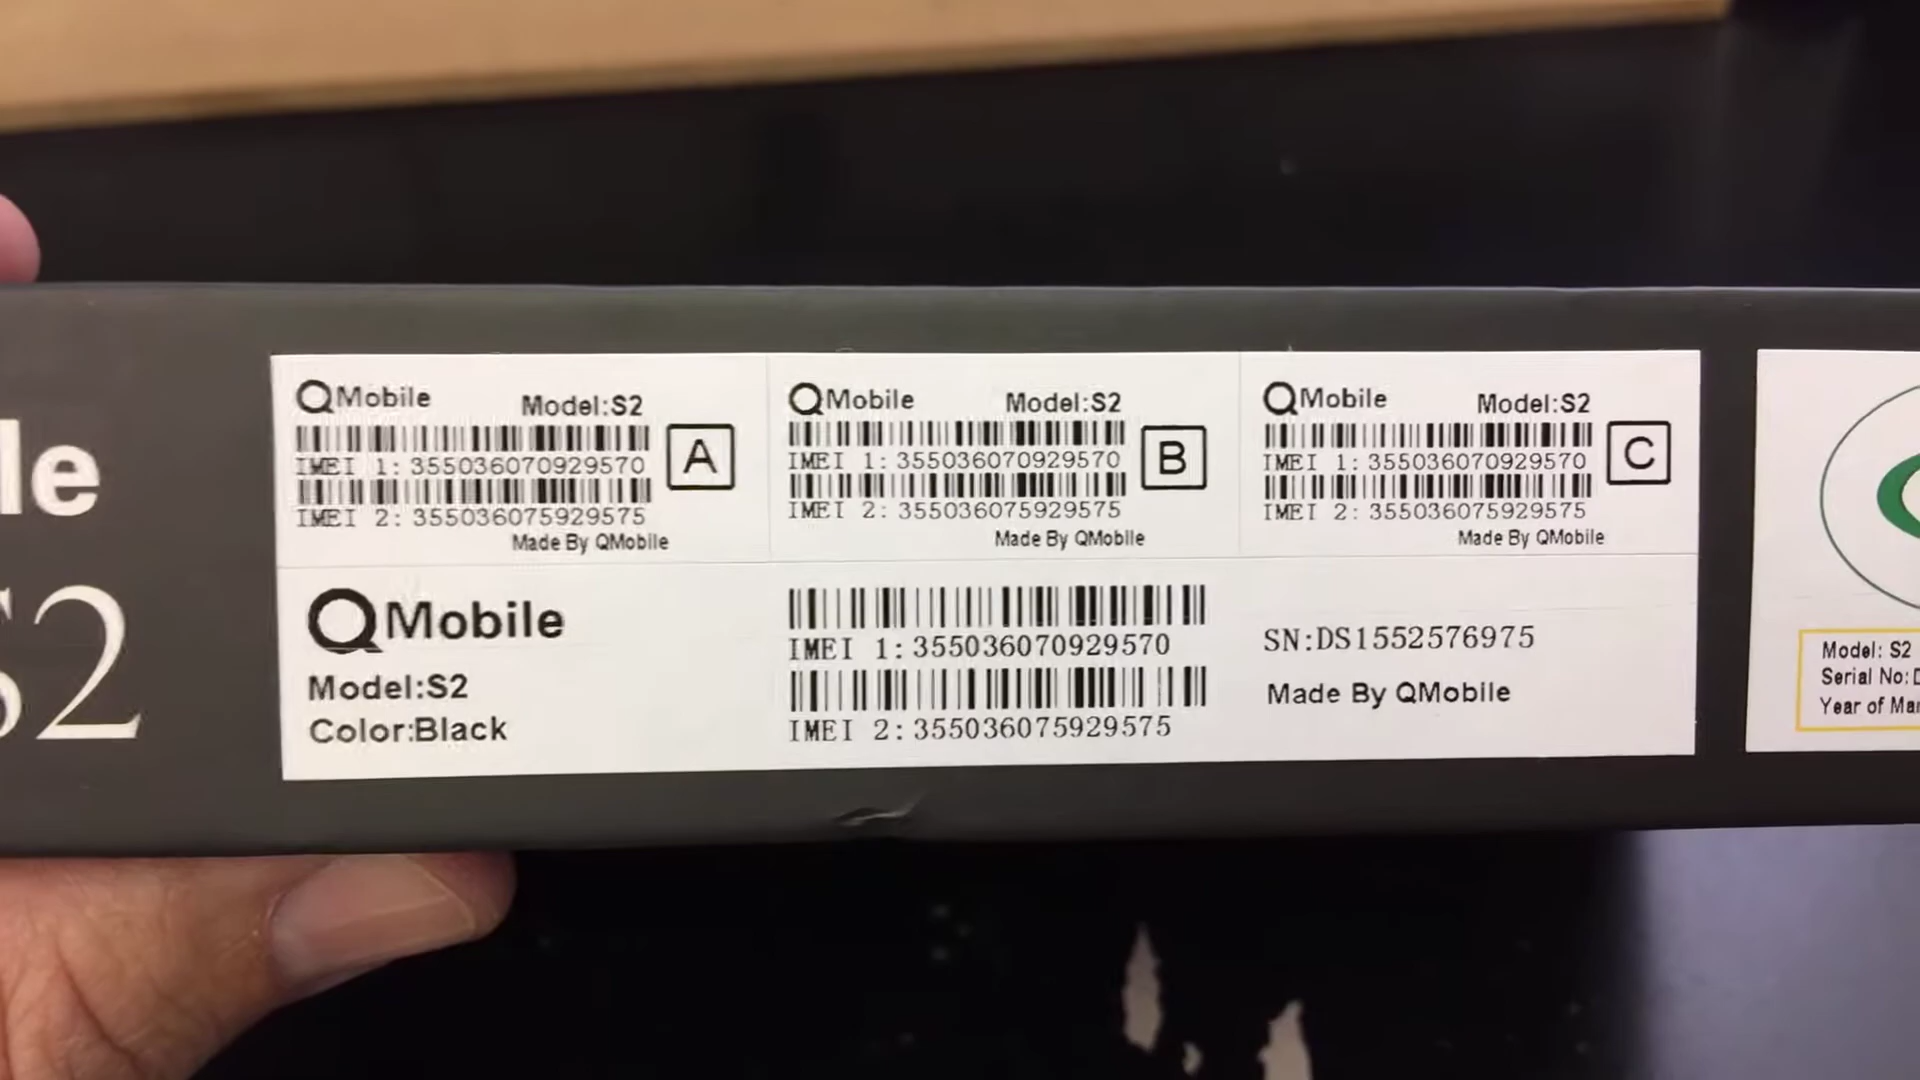 le
S2
QMobile Model:S2
IMEI 1: 355036070929570
A
IMEI 2: 355036075929575
Made By QMobile
QMobile Model:S2
IMEI 1: 355036070929570
B
IMEI 2: 355036075929575
Made By QMobile
QMobile Model:S2
IMEI 1: 355036070929570
C
IMEI 2: 355036075929575
Made By QMobile
QMobile
Model:S2
Color:Black
IMEI 1: 355036070929570
IMEI 2: 355036075929575
SN:DS1552576975
Made By QMobile
Model: S2
Serial No:
Year of